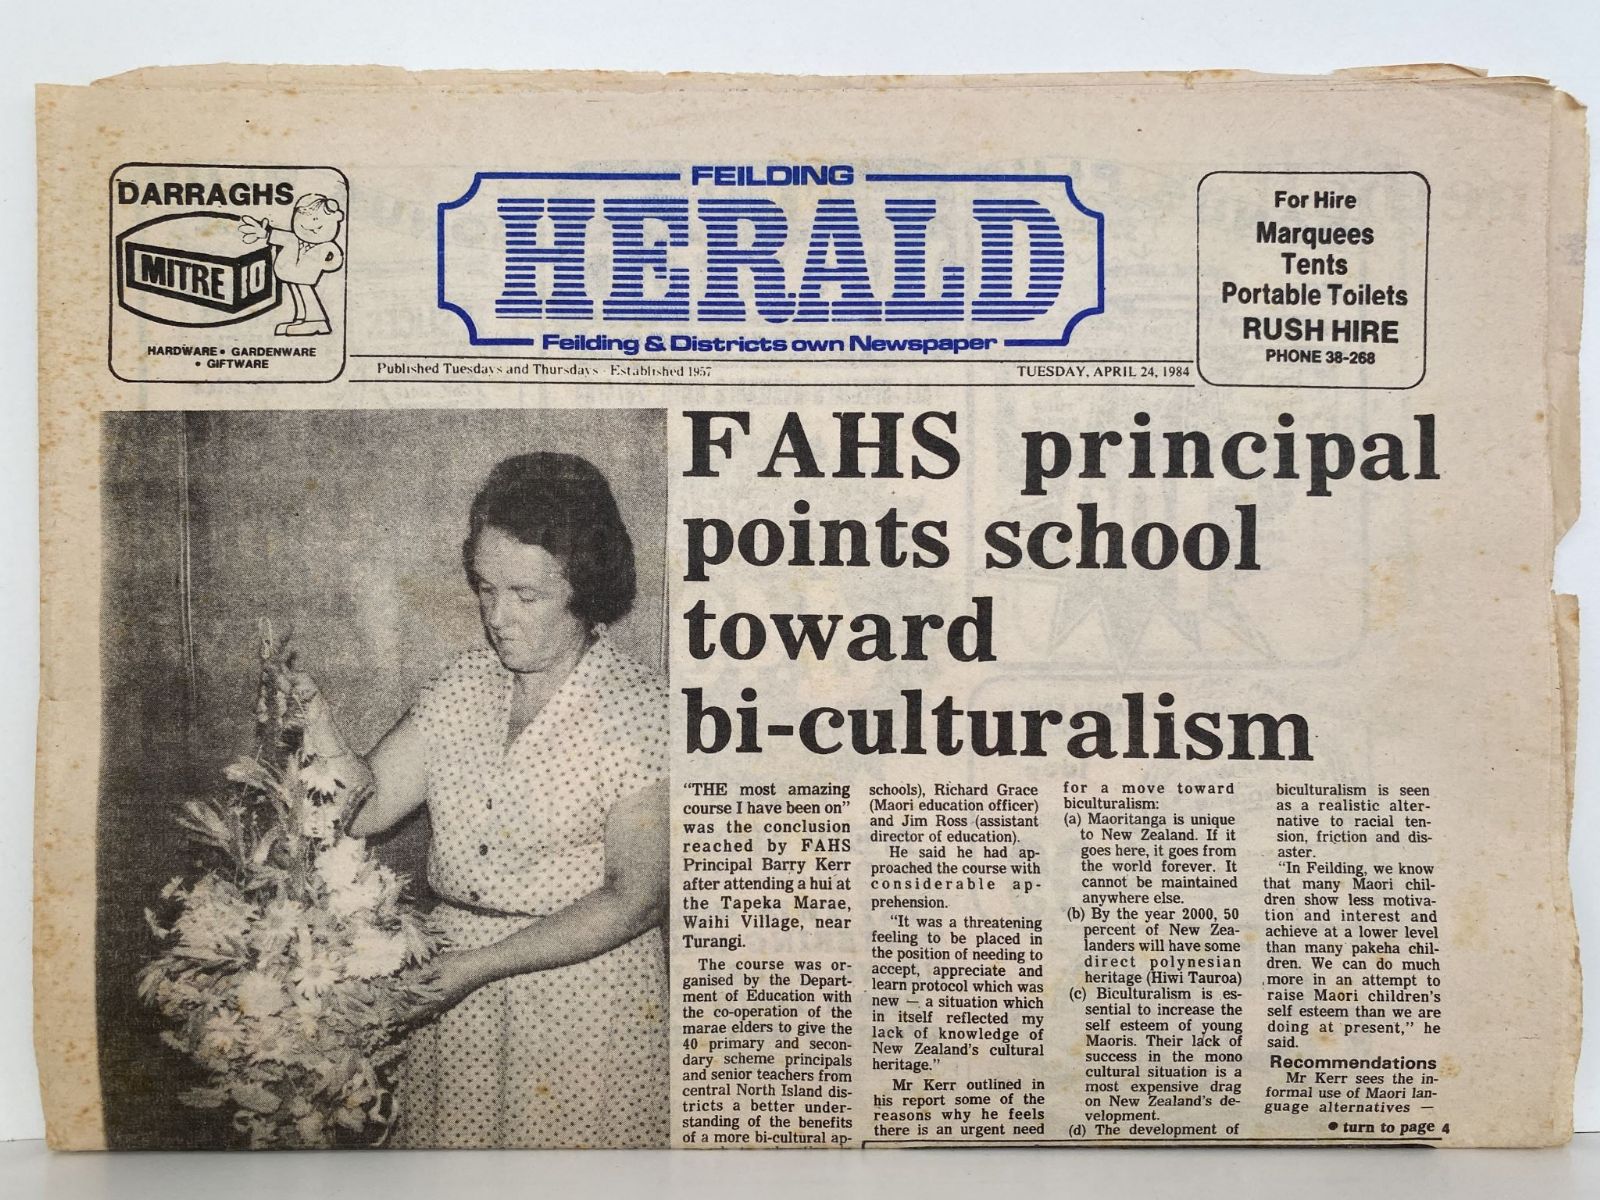 DARRAGHS
MITRE 10
HARDWARE • GARDENWARE
• GIFTWARE
FEILDING
HERALD
Feilding & Districts own Newspaper
For Hire
Marquees
Tents
Portable Toilets
RUSH HIRE
PHONE 38-268
Published Tuesdays and Thursdays - Established 1957
TUESDAY, APRIL 24, 1984
FAHS principal
points school
toward
bi-culturalism
"THE most amazing
course I have been on"
was the conclusion
reached by FAHS
Principal Barry Kerr
after attending a hui at
the Tapeka Marae,
Waihi Village, near
Turangi.
The course was or-
ganised by the Depart-
ment of Education with
the co-operation of the
marae elders to give the
40 primary and secon-
dary scheme principals
and senior teachers from
central North Island dis-
tricts a better under-
standing of the benefits
of a more bi-cultural ap-
schools), Richard Grace
(Maori education officer)
and Jim Ross (assistant
director of education).
He said he had ap-
proached the course with
considerable ap-
prehension.
"It was a threatening
feeling to be placed in
the position of needing to
accept, appreciate and
learn protocol which was
new — a situation which
in itself reflected my
lack of knowledge of
New Zealand's cultural
heritage."
Mr Kerr outlined in
his report some of the
reasons why he feels
there is an urgent need
for a move toward
biculturalism:
(a) Maoritanga is unique
to New Zealand. If it
goes here, it goes from
the world forever. It
cannot be maintained
anywhere else.
(b) By the year 2000, 50
percent of New Zea-
landers will have some
direct polynesian
heritage (Hiwi Tauroa)
(c) Biculturalism is es-
sential to increase the
self esteem of young
Maoris. Their lack of
success in the mono
cultural situation is a
most expensive drag
on New Zealand's de-
velopment.
(d) The development of
biculturalism is seen
as a realistic alter-
native to racial ten-
sion, friction and dis-
aster.
"In Feilding, we know
that many Maori chil-
dren show less motiva-
tion and interest and
achieve at a lower level
than many pakeha chil-
dren. We can do much
more in an attempt to
raise Maori children's
self esteem than we are
doing at present," he
said.
Recommendations
Mr Kerr sees the in-
formal use of Maori lan-
guage alternatives —
• turn to page 4